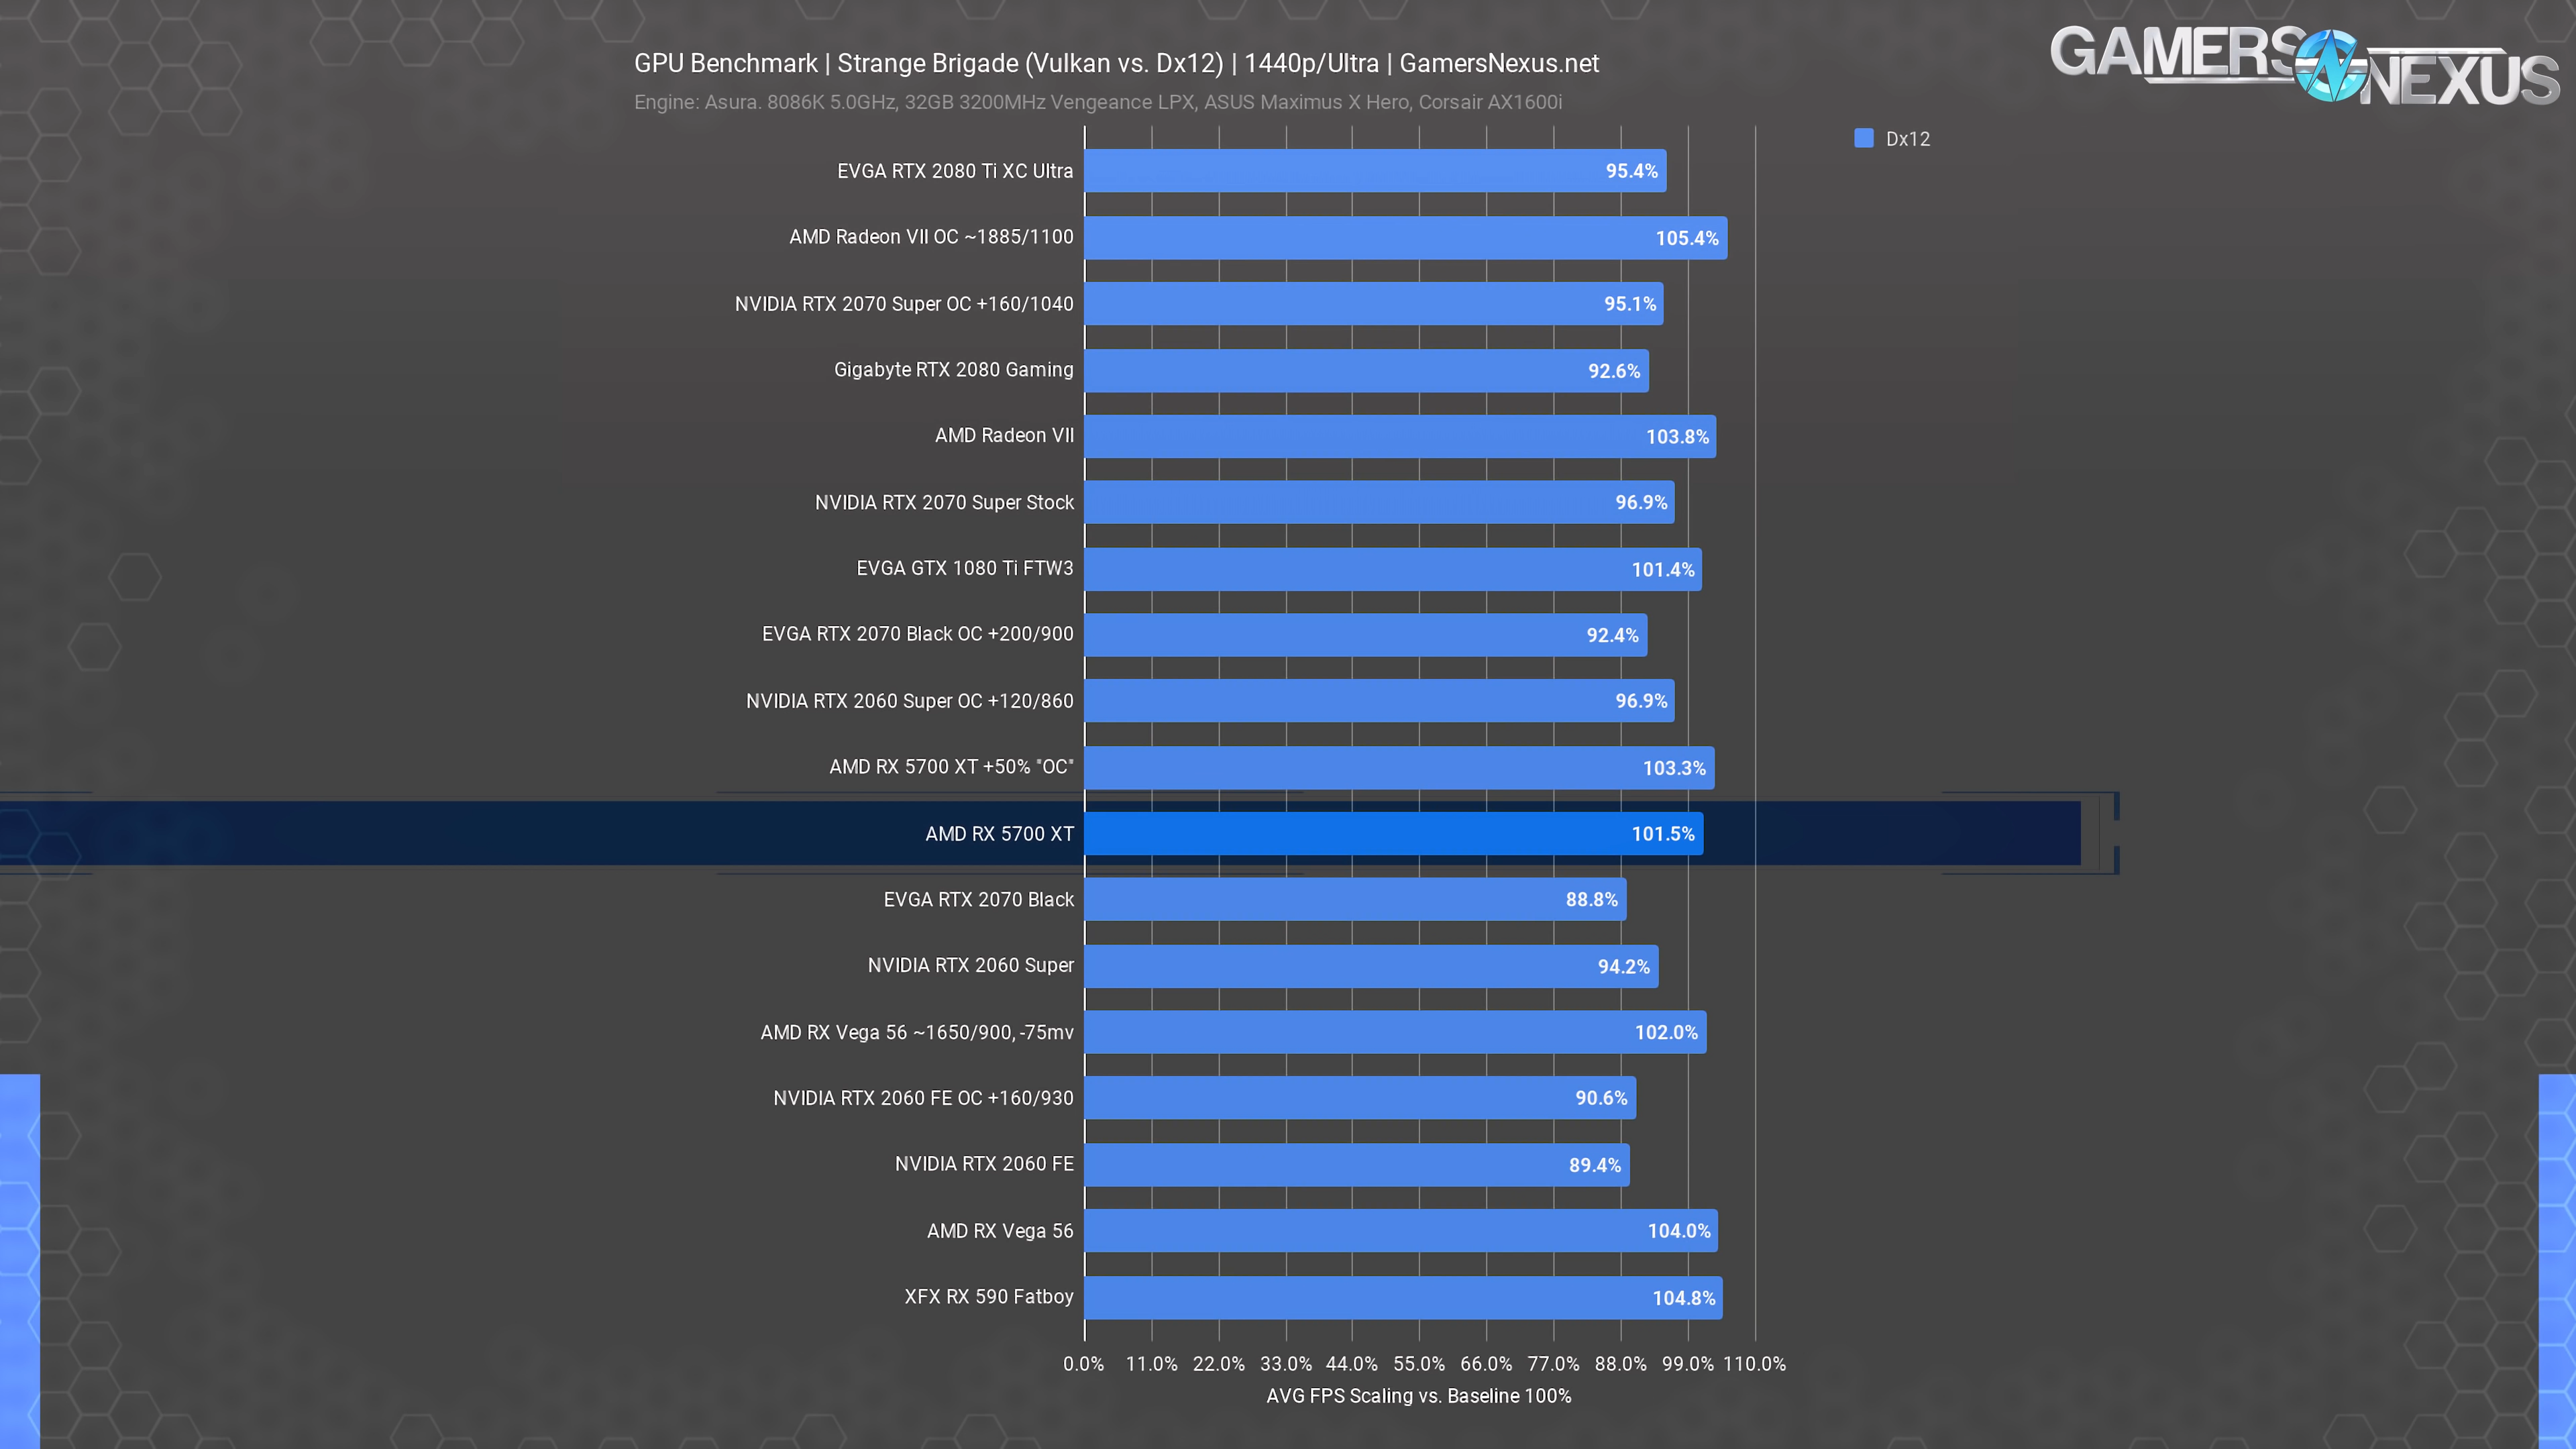 GAMERS NEXUS
GPU Benchmark | Strange Brigade (Vulkan vs. Dx12) | 1440p/Ultra | GamersNexus.net
Engine: Asura. 8086K 5.0GHz, 32GB 3200MHz Vengeance LPX, ASUS Maximus X Hero, Corsair AX1600i
Dx12
EVGA RTX 2080 Ti XC Ultra 95.4%
AMD Radeon VII OC ~1885/1100 105.4%
NVIDIA RTX 2070 Super OC +160/1040 95.1%
Gigabyte RTX 2080 Gaming 92.6%
AMD Radeon VII 103.8%
NVIDIA RTX 2070 Super Stock 96.9%
EVGA GTX 1080 Ti FTW3 101.4%
EVGA RTX 2070 Black OC +200/900 92.4%
NVIDIA RTX 2060 Super OC +120/860 96.9%
AMD RX 5700 XT +50% "OC" 103.3%
AMD RX 5700 XT 101.5%
EVGA RTX 2070 Black 88.8%
NVIDIA RTX 2060 Super 94.2%
AMD RX Vega 56 ~1650/900, -75mv 102.0%
NVIDIA RTX 2060 FE OC +160/930 90.6%
NVIDIA RTX 2060 FE 89.4%
AMD RX Vega 56 104.0%
XFX RX 590 Fatboy 104.8%
0.0% 11.0% 22.0% 33.0% 44.0% 55.0% 66.0% 77.0% 88.0% 99.0% 110.0%
AVG FPS Scaling vs. Baseline 100%